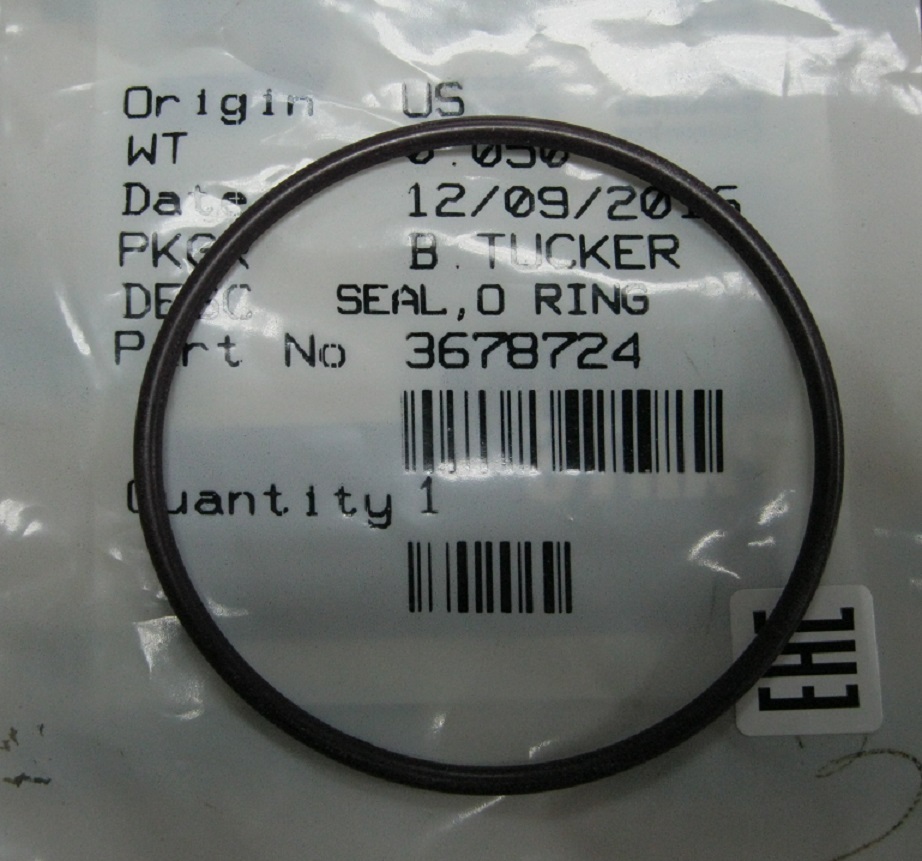 Origin US
WT 0.050
Date 12/09/2016
PKGR B.TUCKER
DESC SEAL,O RING
Part No 3678724
Quantity 1
EAC